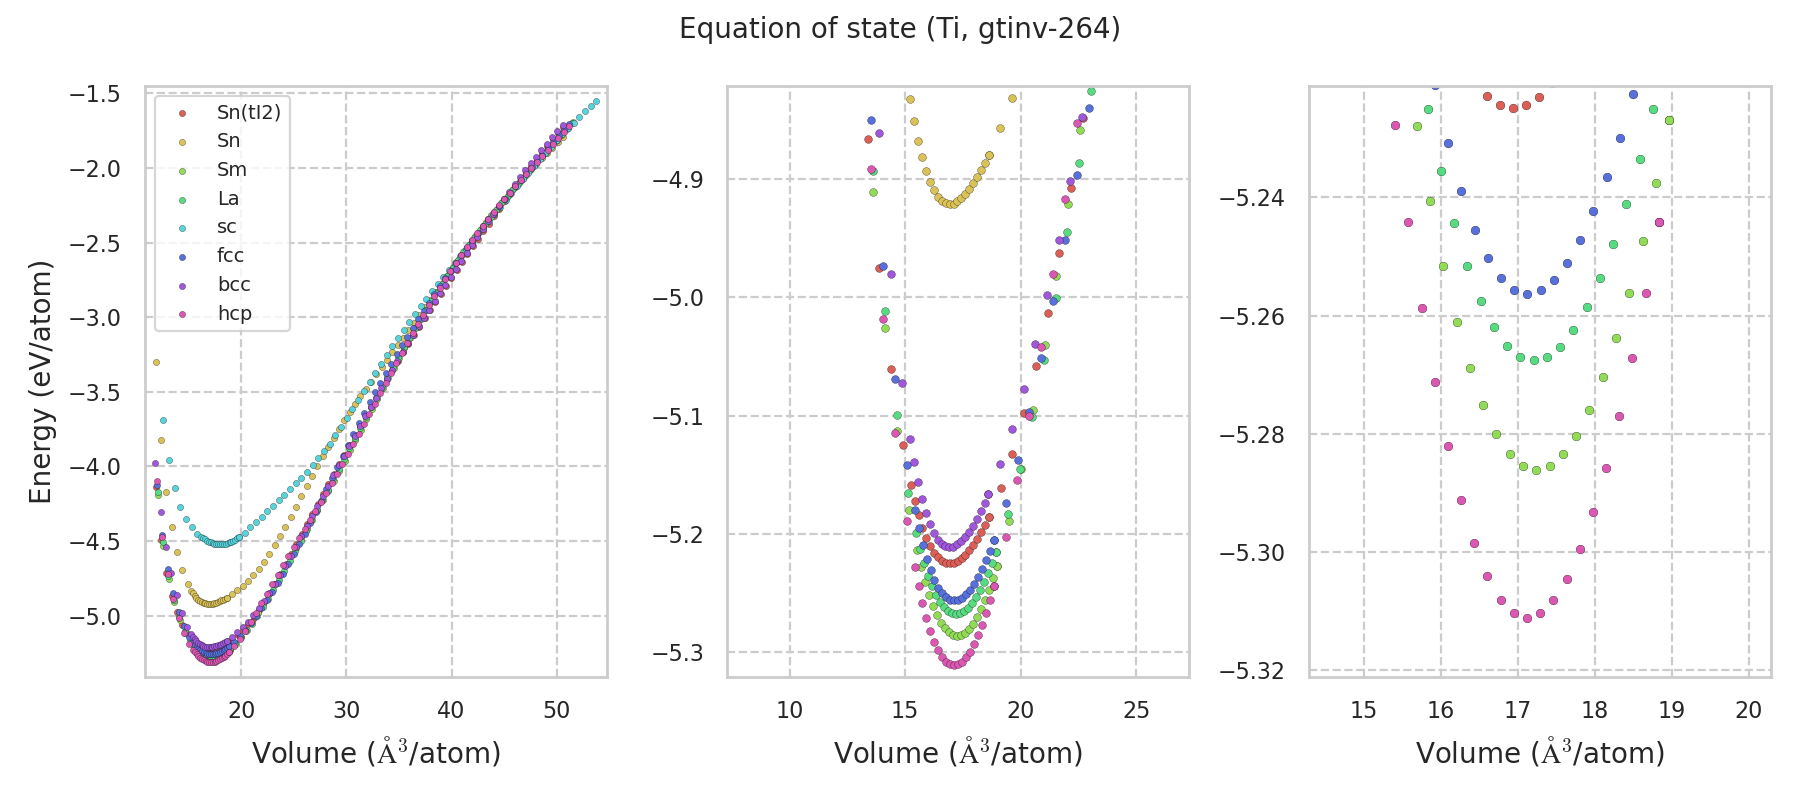 Equation of state (Ti, gtinv-264)
Energy (eV/atom)
−1.5
−2.0
−2.5
−3.0
−3.5
−4.0
−4.5
−5.0
Sn(tI2)
Sn
Sm
La
sc
fcc
bcc
hcp
20 30 40 50
Volume (Å³/atom)
−4.9
−5.0
−5.1
−5.2
−5.3
10 15 20 25
Volume (Å³/atom)
−5.24
−5.26
−5.28
−5.30
−5.32
15 16 17 18 19 20
Volume (Å³/atom)